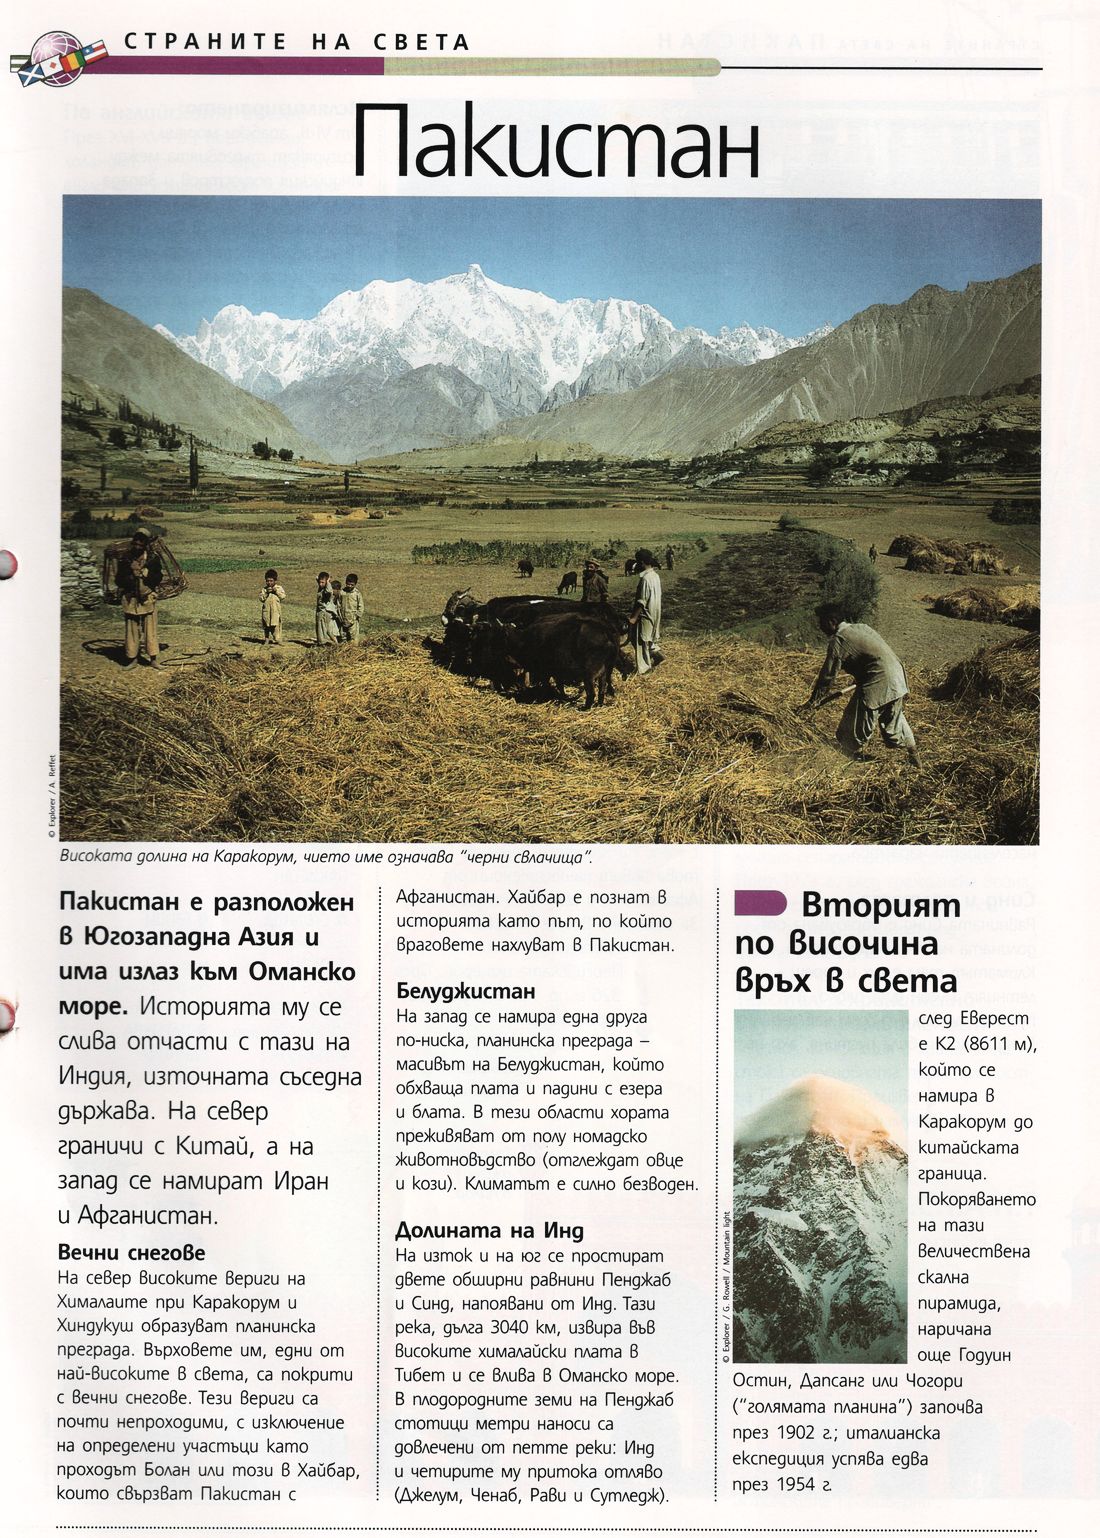 СТРАНИТЕ НА СВЕТА
Пакистан
© Explorer / A. Reffet
Високата долина на Каракорум, чието име означава "черни свлачища".
Пакистан е разположен
в Югозападна Азия и
има излаз към Оманско
море. Историята му се
слива отчасти с тази на
Индия, източната съседна
държава. На север
граничи с Китай, а на
запад се намират Иран
и Афганистан.
Вечни снегове
На север високите вериги на
Хималаите при Каракорум и
Хиндукуш образуват планинска
преграда. Върховете им, едни от
най-високите в света, са покрити
с вечни снегове. Тези вериги са
почти непроходими, с изключение
на определени участъци като
проходът Болан или този в Хайбар,
които свързват Пакистан с
Афганистан. Хайбар е познат в
историята като път, по който
враговете нахлуват в Пакистан.
Белуджистан
На запад се намира една друга
по-ниска, планинска преграда –
масивът на Белуджистан, който
обхваща плата и падини с езера
и блата. В тези области хората
преживяват от полу номадско
животновъдство (отглеждат овце
и кози). Климатът е силно безводен.
Долината на Инд
На изток и на юг се простират
двете обширни равнини Пенджаб
и Синд, напоявани от Инд. Тази
река, дълга 3040 км, извира във
високите хималайски плата в
Тибет и се влива в Оманско море.
В плодородните земи на Пенджаб
стотици метри наноси са
довлечени от петте реки: Инд
и четирите му притока отляво
(Джелум, Ченаб, Рави и Сутледж).
Вторият
по височина
връх в света
след Еверест
е К2 (8611 м),
който се
намира в
Каракорум до
китайската
граница.
Покоряването
на тази
величествена
скална
пирамида,
наричана
още Годуин
Остин, Дапсанг или Чогори
("голямата планина") започва
през 1902 г.; италианска
експедиция успява едва
през 1954 г.
© Explorer / G. Rowell / Mountain light